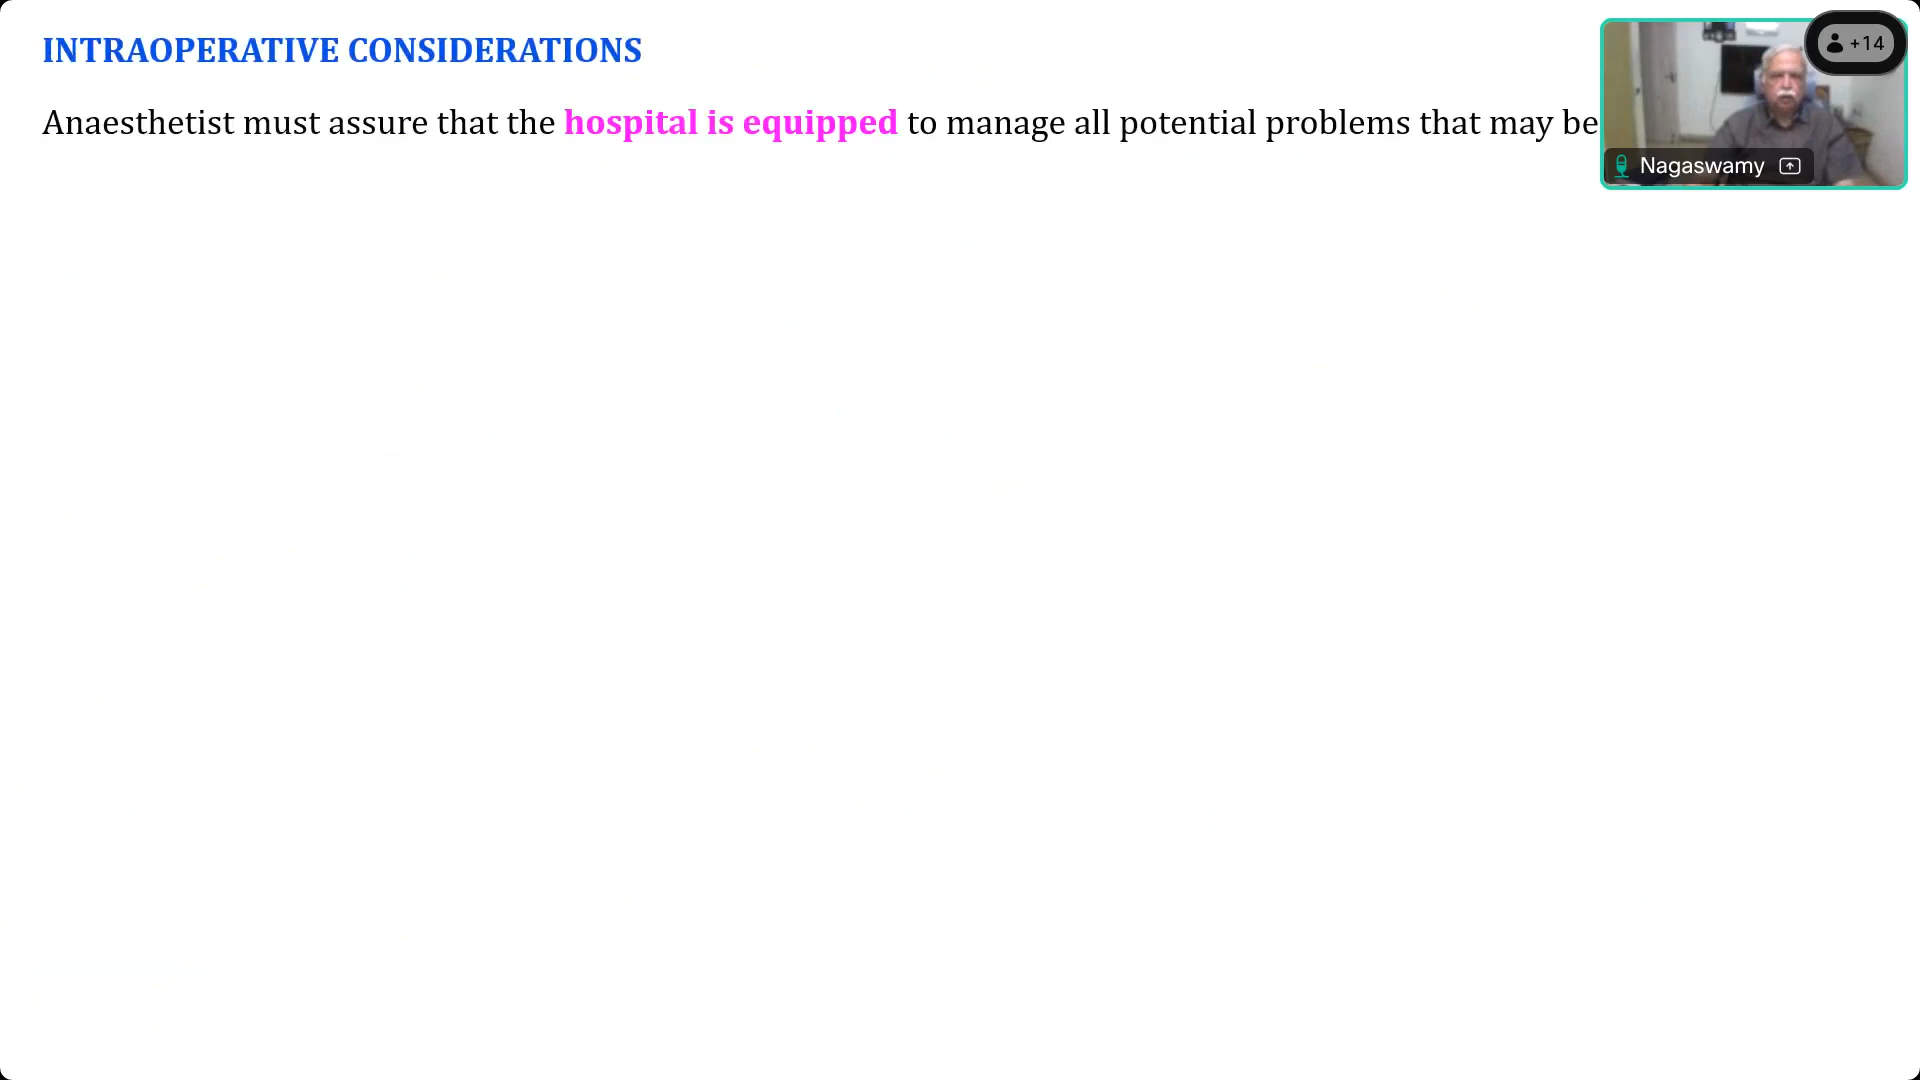 INTRAOPERATIVE CONSIDERATIONS
Anaesthetist must assure that the hospital is equipped to manage all potential problems that may be
+14
Nagaswamy